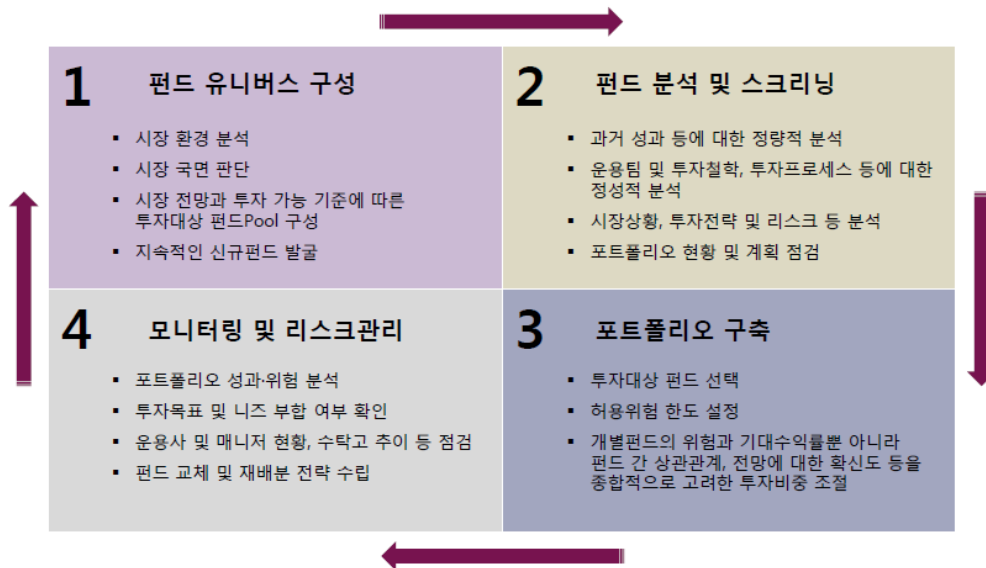 1 펀드 유니버스 구성
▪ 시장 환경 분석
▪ 시장 국면 판단
▪ 시장 전망과 투자 가능 기준에 따른
투자대상 펀드Pool 구성
▪ 지속적인 신규펀드 발굴
2 펀드 분석 및 스크리닝
▪ 과거 성과 등에 대한 정량적 분석
▪ 운용팀 및 투자철학, 투자프로세스 등에 대한
정성적 분석
▪ 시장상황, 투자전략 및 리스크 등 분석
▪ 포트폴리오 현황 및 계획 점검
4 모니터링 및 리스크관리
▪ 포트폴리오 성과·위험 분석
▪ 투자목표 및 니즈 부합 여부 확인
▪ 운용사 및 매니저 현황, 수탁고 추이 등 점검
▪ 펀드 교체 및 재배분 전략 수립
3 포트폴리오 구축
▪ 투자대상 펀드 선택
▪ 허용위험 한도 설정
▪ 개별펀드의 위험과 기대수익률뿐 아니라
펀드 간 상관관계, 전망에 대한 확신도 등을
종합적으로 고려한 투자비중 조절